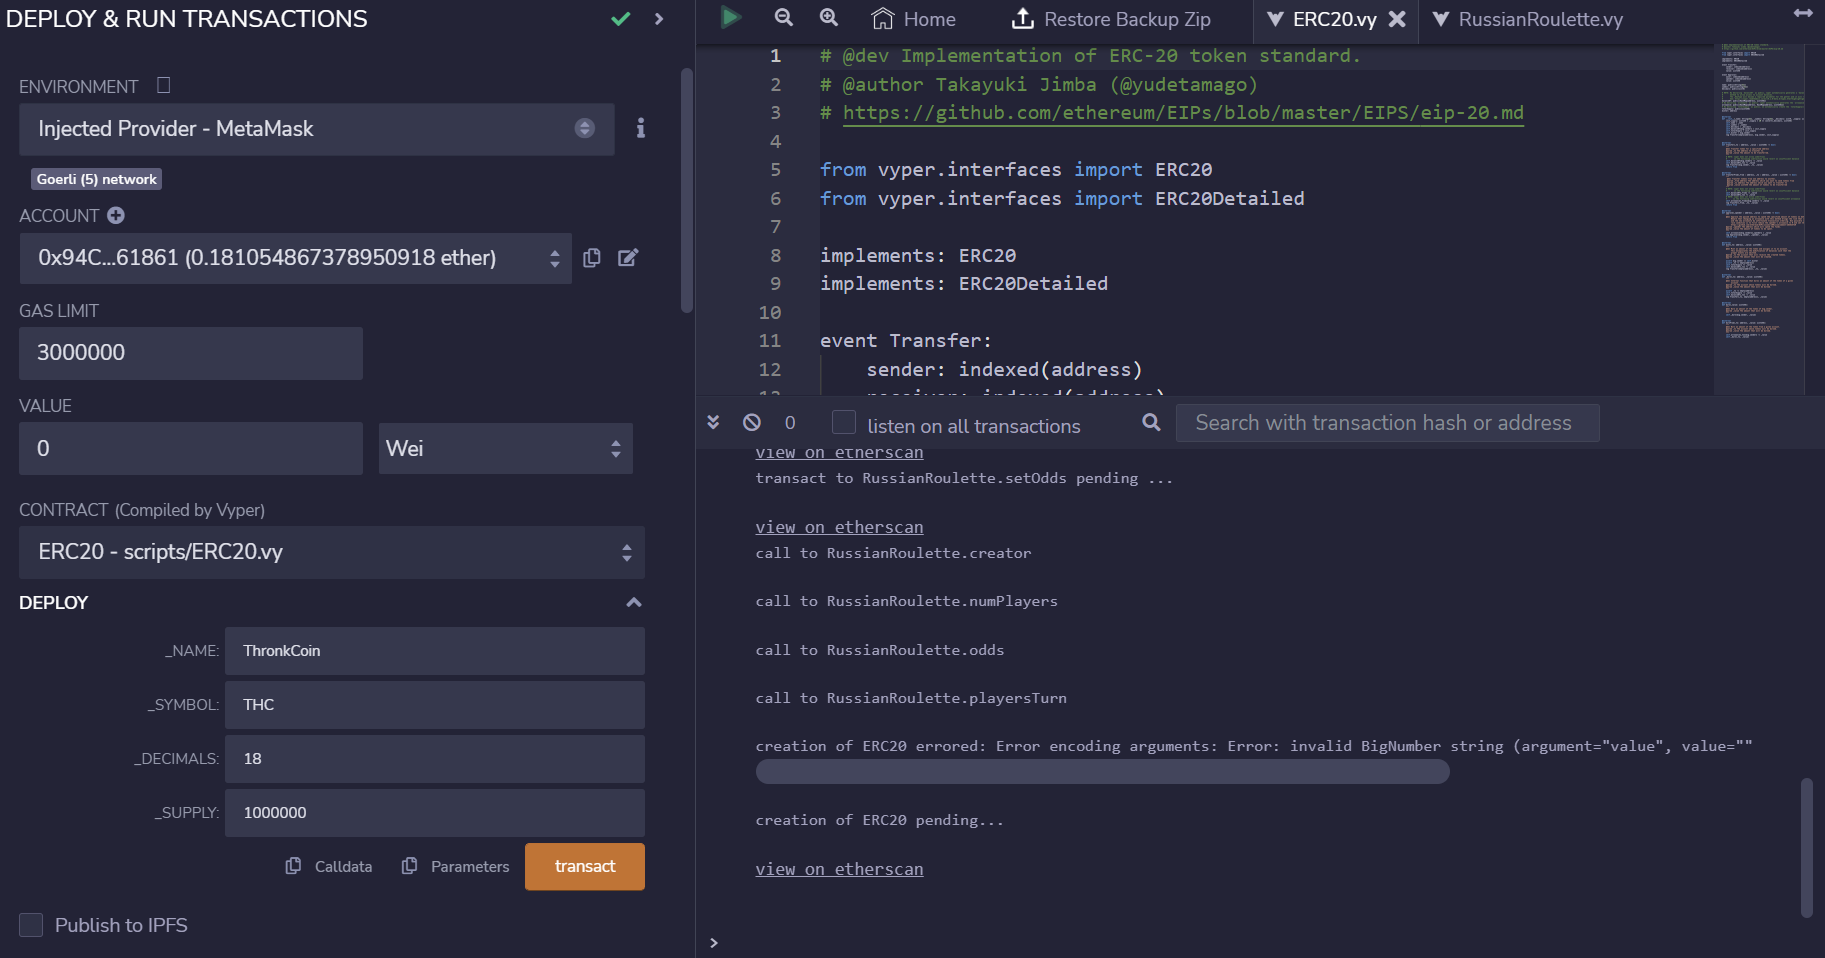 DEPLOY & RUN TRANSACTIONS
ENVIRONMENT
Injected Provider - MetaMask
Goerli (5) network
ACCOUNT
0x94C...61861 (0.181054867378950918 ether)
GAS LIMIT
3000000
VALUE
0
Wei
CONTRACT (Compiled by Vyper)
ERC20 - scripts/ERC20.vy
DEPLOY
_NAME: ThronkCoin
_SYMBOL: THC
_DECIMALS: 18
_SUPPLY: 1000000
Calldata Parameters transact
Publish to IPFS
Home Restore Backup Zip ERC20.vy RussianRoulette.vy
1 # @dev Implementation of ERC-20 token standard.
2 # @author Takayuki Jimba (@yudetamago)
3 # https://github.com/ethereum/EIPs/blob/master/EIPS/eip-20.md
4
5 from vyper.interfaces import ERC20
6 from vyper.interfaces import ERC20Detailed
7
8 implements: ERC20
9 implements: ERC20Detailed
10
11 event Transfer:
12 sender: indexed(address)
13 receiver: indexed(address)
0 listen on all transactions Search with transaction hash or address
view on etherscan
transact to RussianRoulette.setOdds pending ...
view on etherscan
call to RussianRoulette.creator
call to RussianRoulette.numPlayers
call to RussianRoulette.odds
call to RussianRoulette.playersTurn
creation of ERC20 errored: Error encoding arguments: Error: invalid BigNumber string (argument="value", value=""
creation of ERC20 pending...
view on etherscan
>